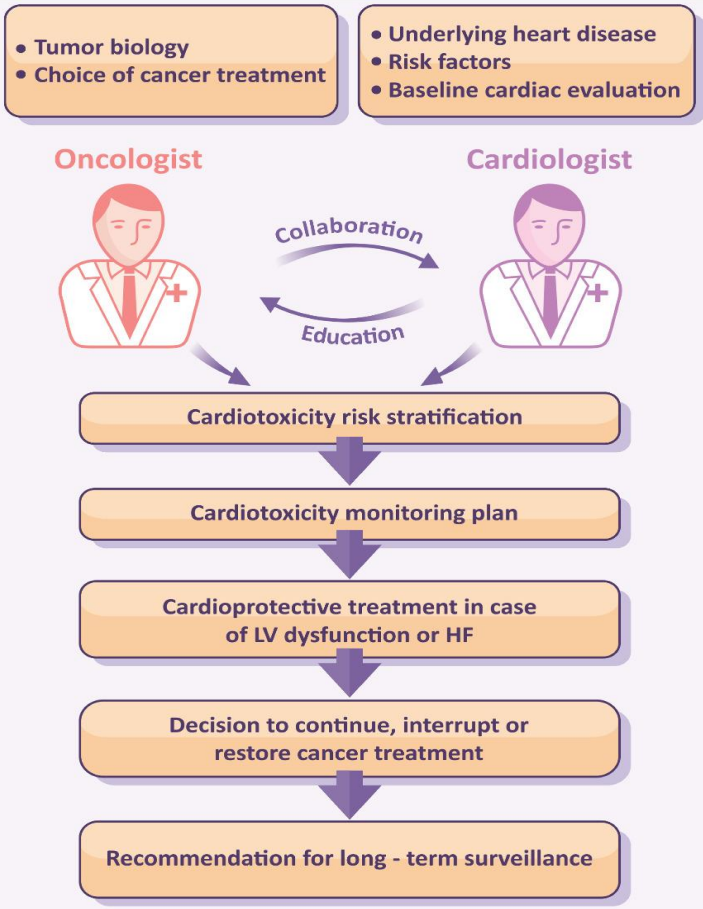 • Tumor biology
• Choice of cancer treatment
• Underlying heart disease
• Risk factors
• Baseline cardiac evaluation
Oncologist
Cardiologist
Collaboration
Education
Cardiotoxicity risk stratification
Cardiotoxicity monitoring plan
Cardioprotective treatment in case
of LV dysfunction or HF
Decision to continue, interrupt or
restore cancer treatment
Recommendation for long - term surveillance